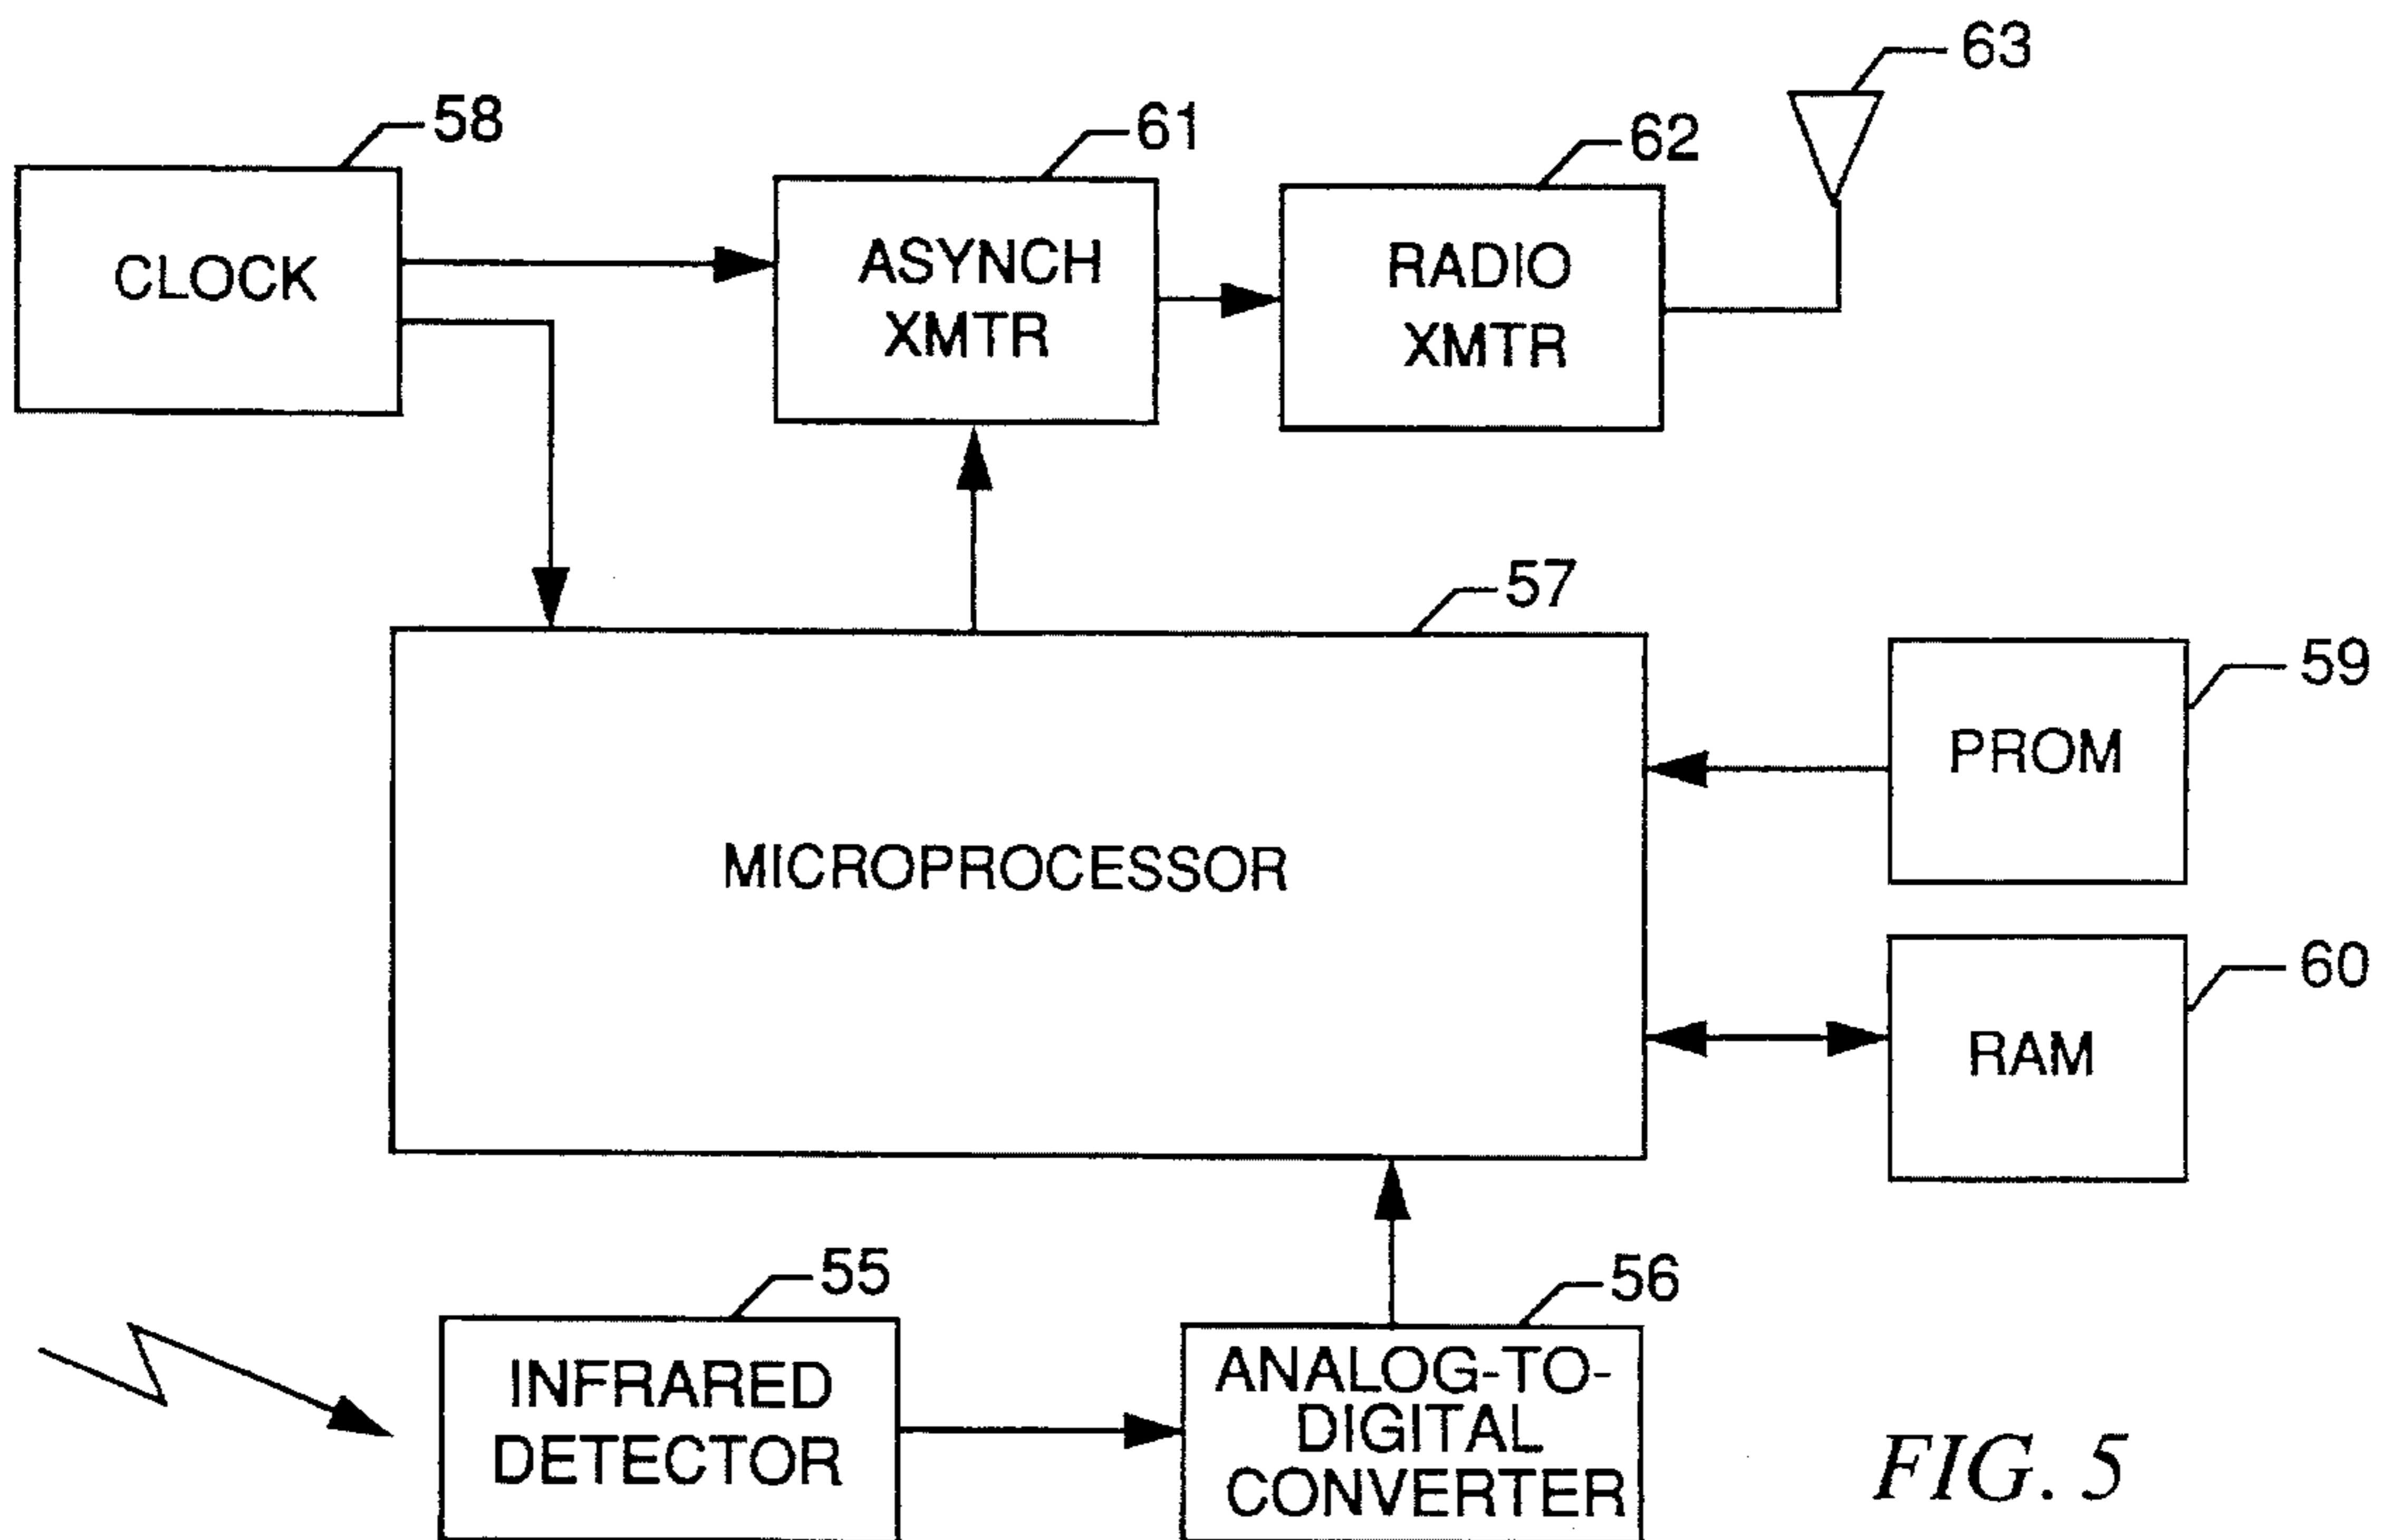 63
58
61
62
CLOCK
ASYNCH
XMTR
RADIO
XMTR
57
59
PROM
MICROPROCESSOR
60
RAM
55
56
INFRARED
DETECTOR
ANALOG-TO-
DIGITAL
CONVERTER
FIG. 5